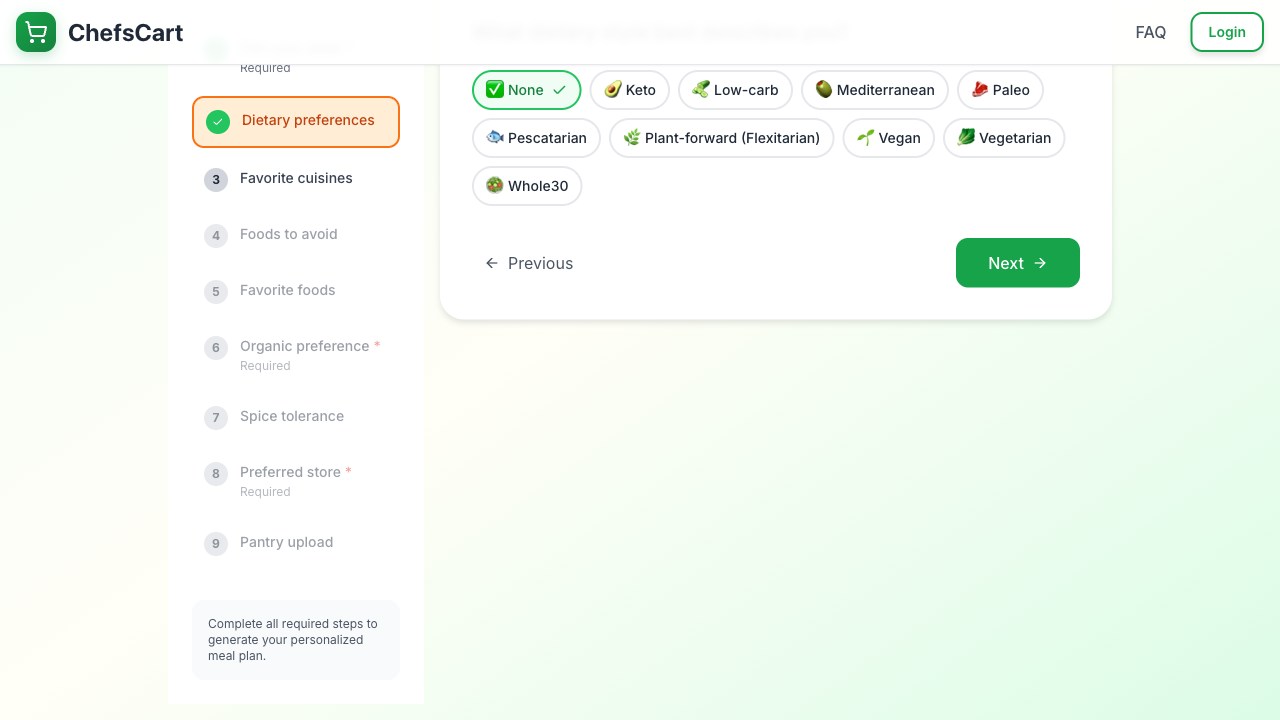 ChefsCart
FAQ
Login
Required
Dietary preferences
3 Favorite cuisines
4 Foods to avoid
5 Favorite foods
6 Organic preference *
Required
7 Spice tolerance
8 Preferred store *
Required
9 Pantry upload
Complete all required steps to
generate your personalized
meal plan.
None
Keto
Low-carb
Mediterranean
Paleo
Pescatarian
Plant-forward (Flexitarian)
Vegan
Vegetarian
Whole30
Previous
Next